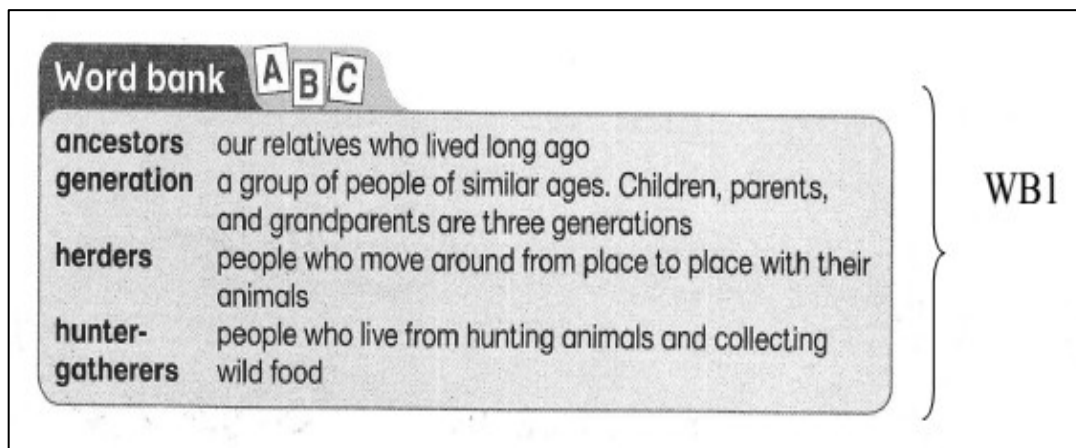 Word bank A B C
ancestors our relatives who lived long ago
generation a group of people of similar ages. Children, parents,
and grandparents are three generations
herders people who move around from place to place with their
animals
hunter- people who live from hunting animals and collecting
gatherers wild food
WB1